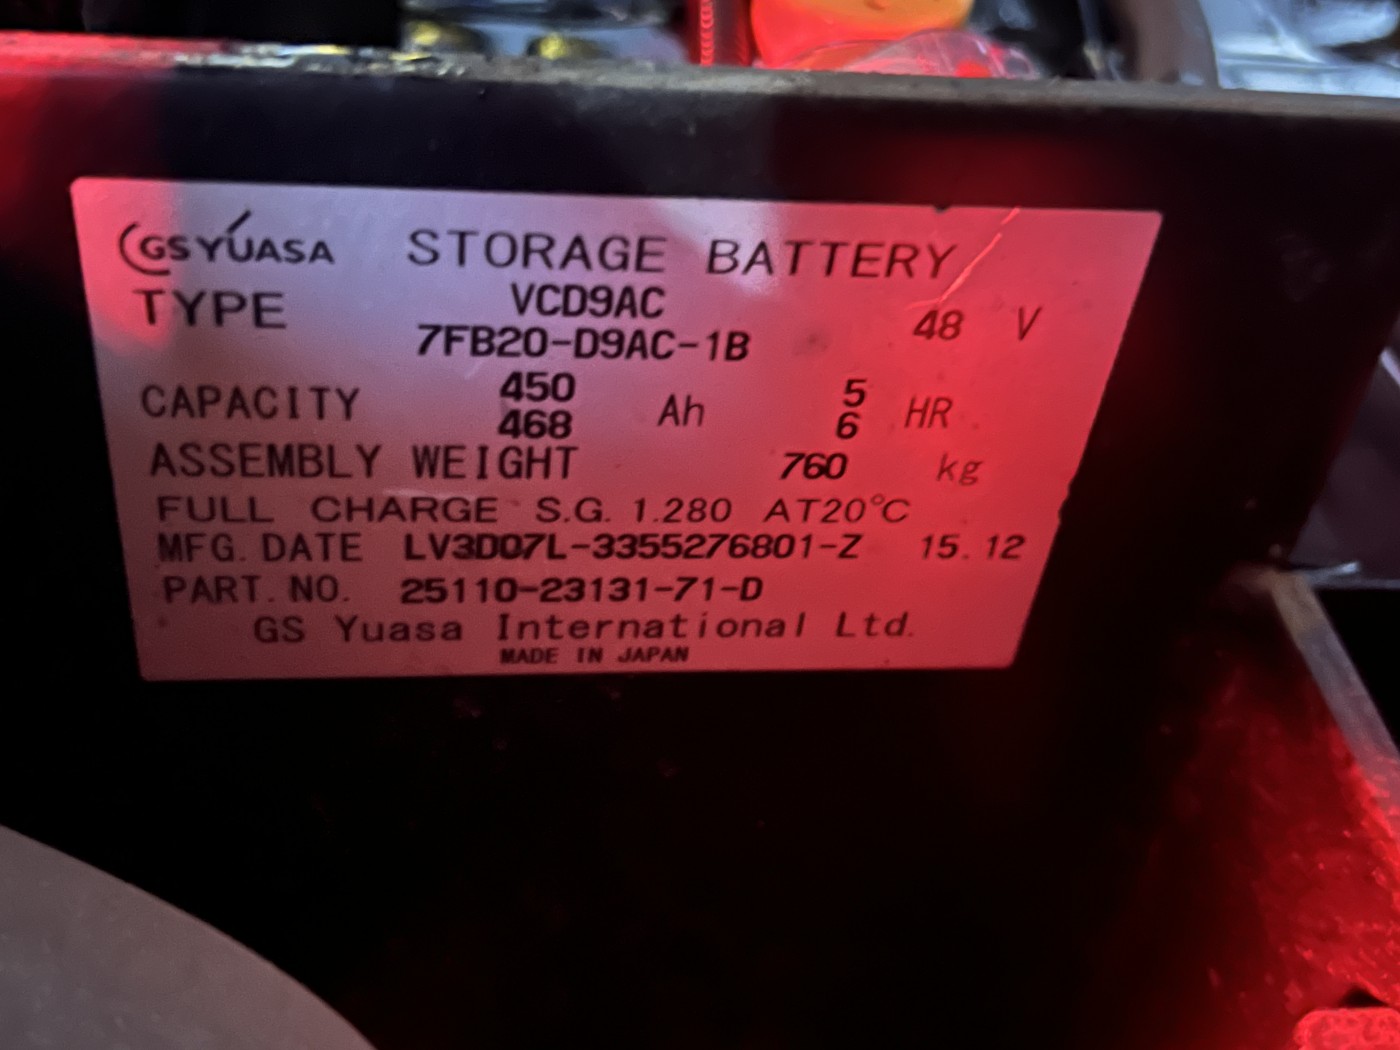 GS YUASA STORAGE BATTERY
TYPE VCD9AC 48 V
7FB20-D9AC-1B
CAPACITY 450 Ah 5 HR
468 6
ASSEMBLY WEIGHT 760 kg
FULL CHARGE S.G. 1.280 AT20°C
MFG. DATE LV3D07L-3355276801-Z 15.12
PART. NO. 25110-23131-71-D
GS Yuasa International Ltd.
MADE IN JAPAN